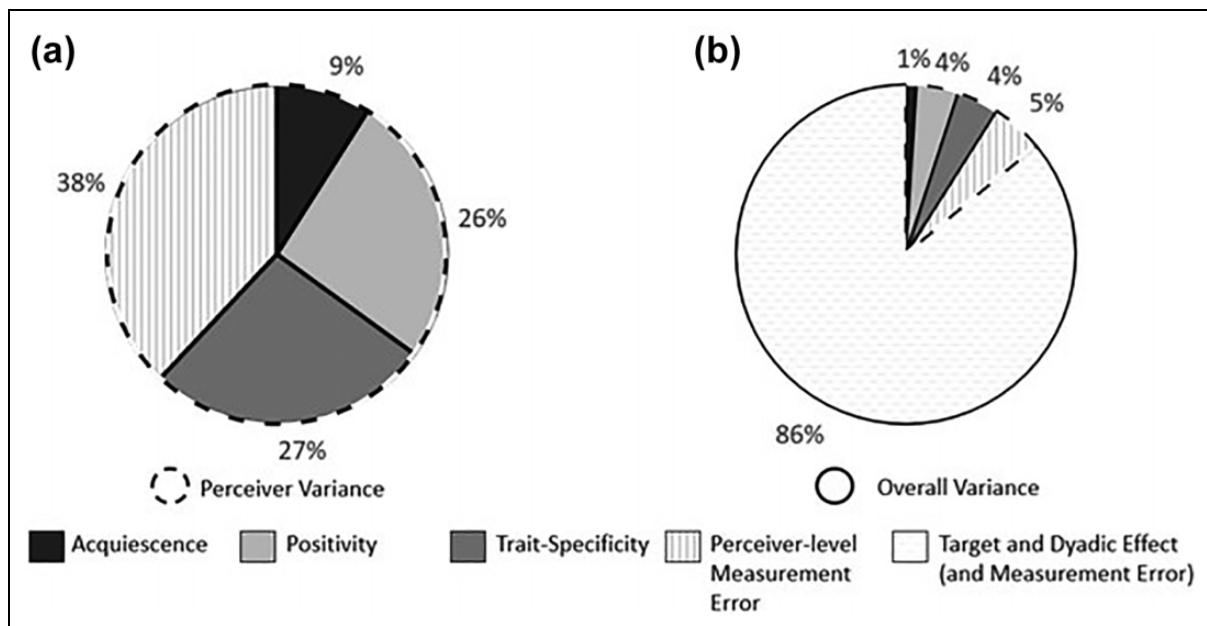 (a)
9%
26%
27%
38%
Perceiver Variance
(b)
1%
4%
4%
5%
86%
Overall Variance
Acquiescence
Positivity
Trait-Specificity
Perceiver-level
Measurement
Error
Target and Dyadic Effect
(and Measurement Error)